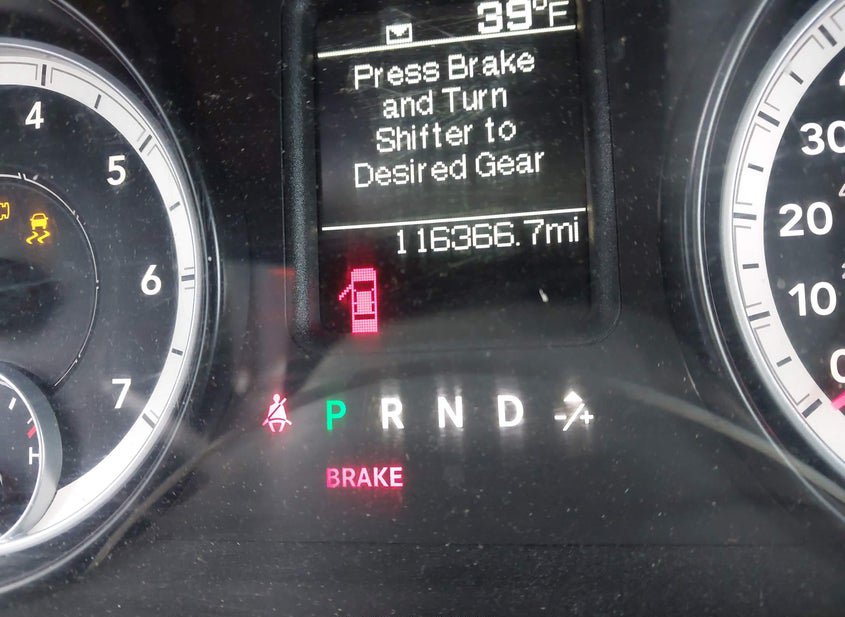 39°F
Press Brake
and Turn
Shifter to
Desired Gear
116366.7mi
4
5
6
7
H
30
20
10
0
P R N D -/+
BRAKE